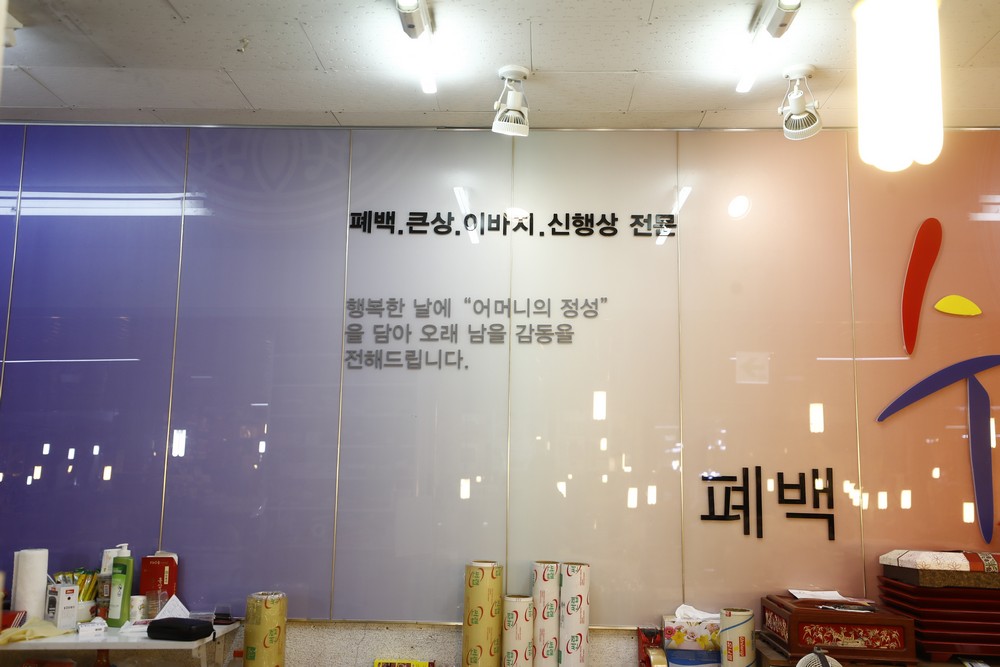 폐백.큰상.이바지.신행상 전문
행복한 날에 “어머니의 정성”
을 담아 오래 남을 감동을
전해드립니다.
폐백